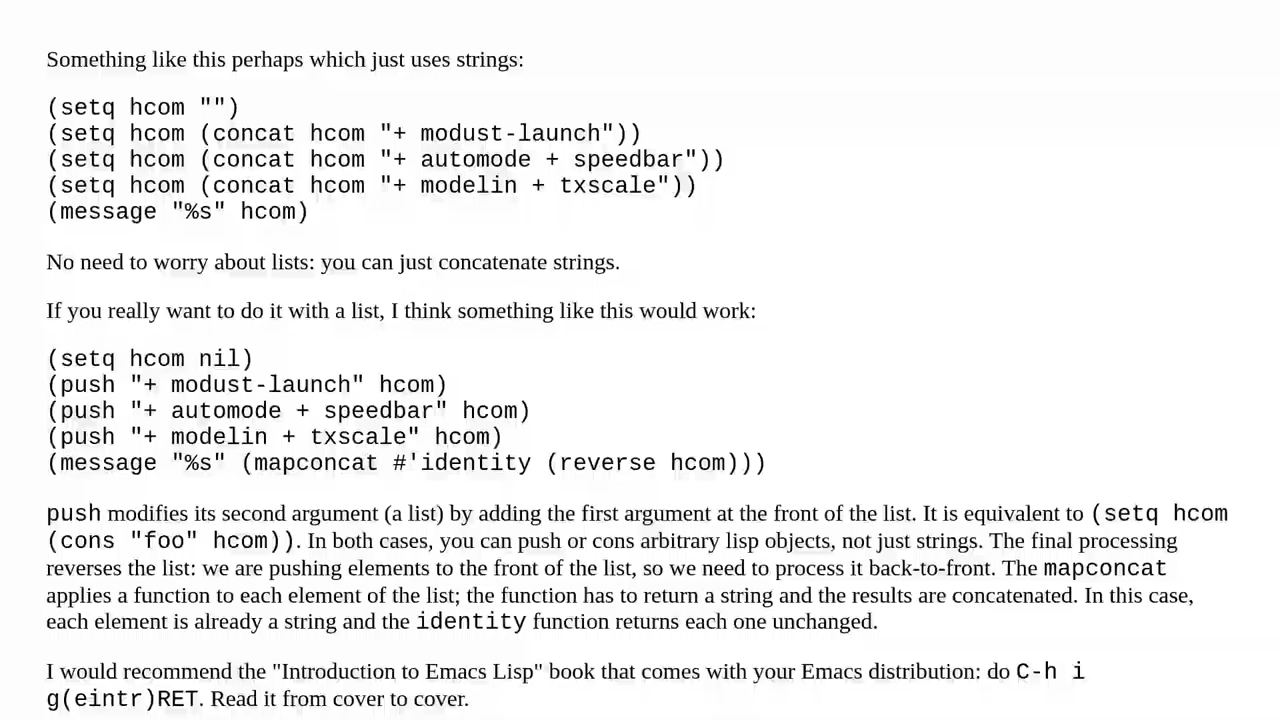 Something like this perhaps which just uses strings:
(setq hcom "")
(setq hcom (concat hcom "+ modust-launch"))
(setq hcom (concat hcom "+ automode + speedbar"))
(setq hcom (concat hcom "+ modelin + txscale"))
(message "%s" hcom)
No need to worry about lists: you can just concatenate strings.
If you really want to do it with a list, I think something like this would work:
(setq hcom nil)
(push "+ modust-launch" hcom)
(push "+ automode + speedbar" hcom)
(push "+ modelin + txscale" hcom)
(message "%s" (mapconcat #'identity (reverse hcom)))
push modifies its second argument (a list) by adding the first argument at the front of the list. It is equivalent to (setq hcom
(cons "foo" hcom)). In both cases, you can push or cons arbitrary lisp objects, not just strings. The final processing
reverses the list: we are pushing elements to the front of the list, so we need to process it back-to-front. The mapconcat
applies a function to each element of the list; the function has to return a string and the results are concatenated. In this case,
each element is already a string and the identity function returns each one unchanged.
I would recommend the "Introduction to Emacs Lisp" book that comes with your Emacs distribution: do C-h i
g(eintr)RET. Read it from cover to cover.